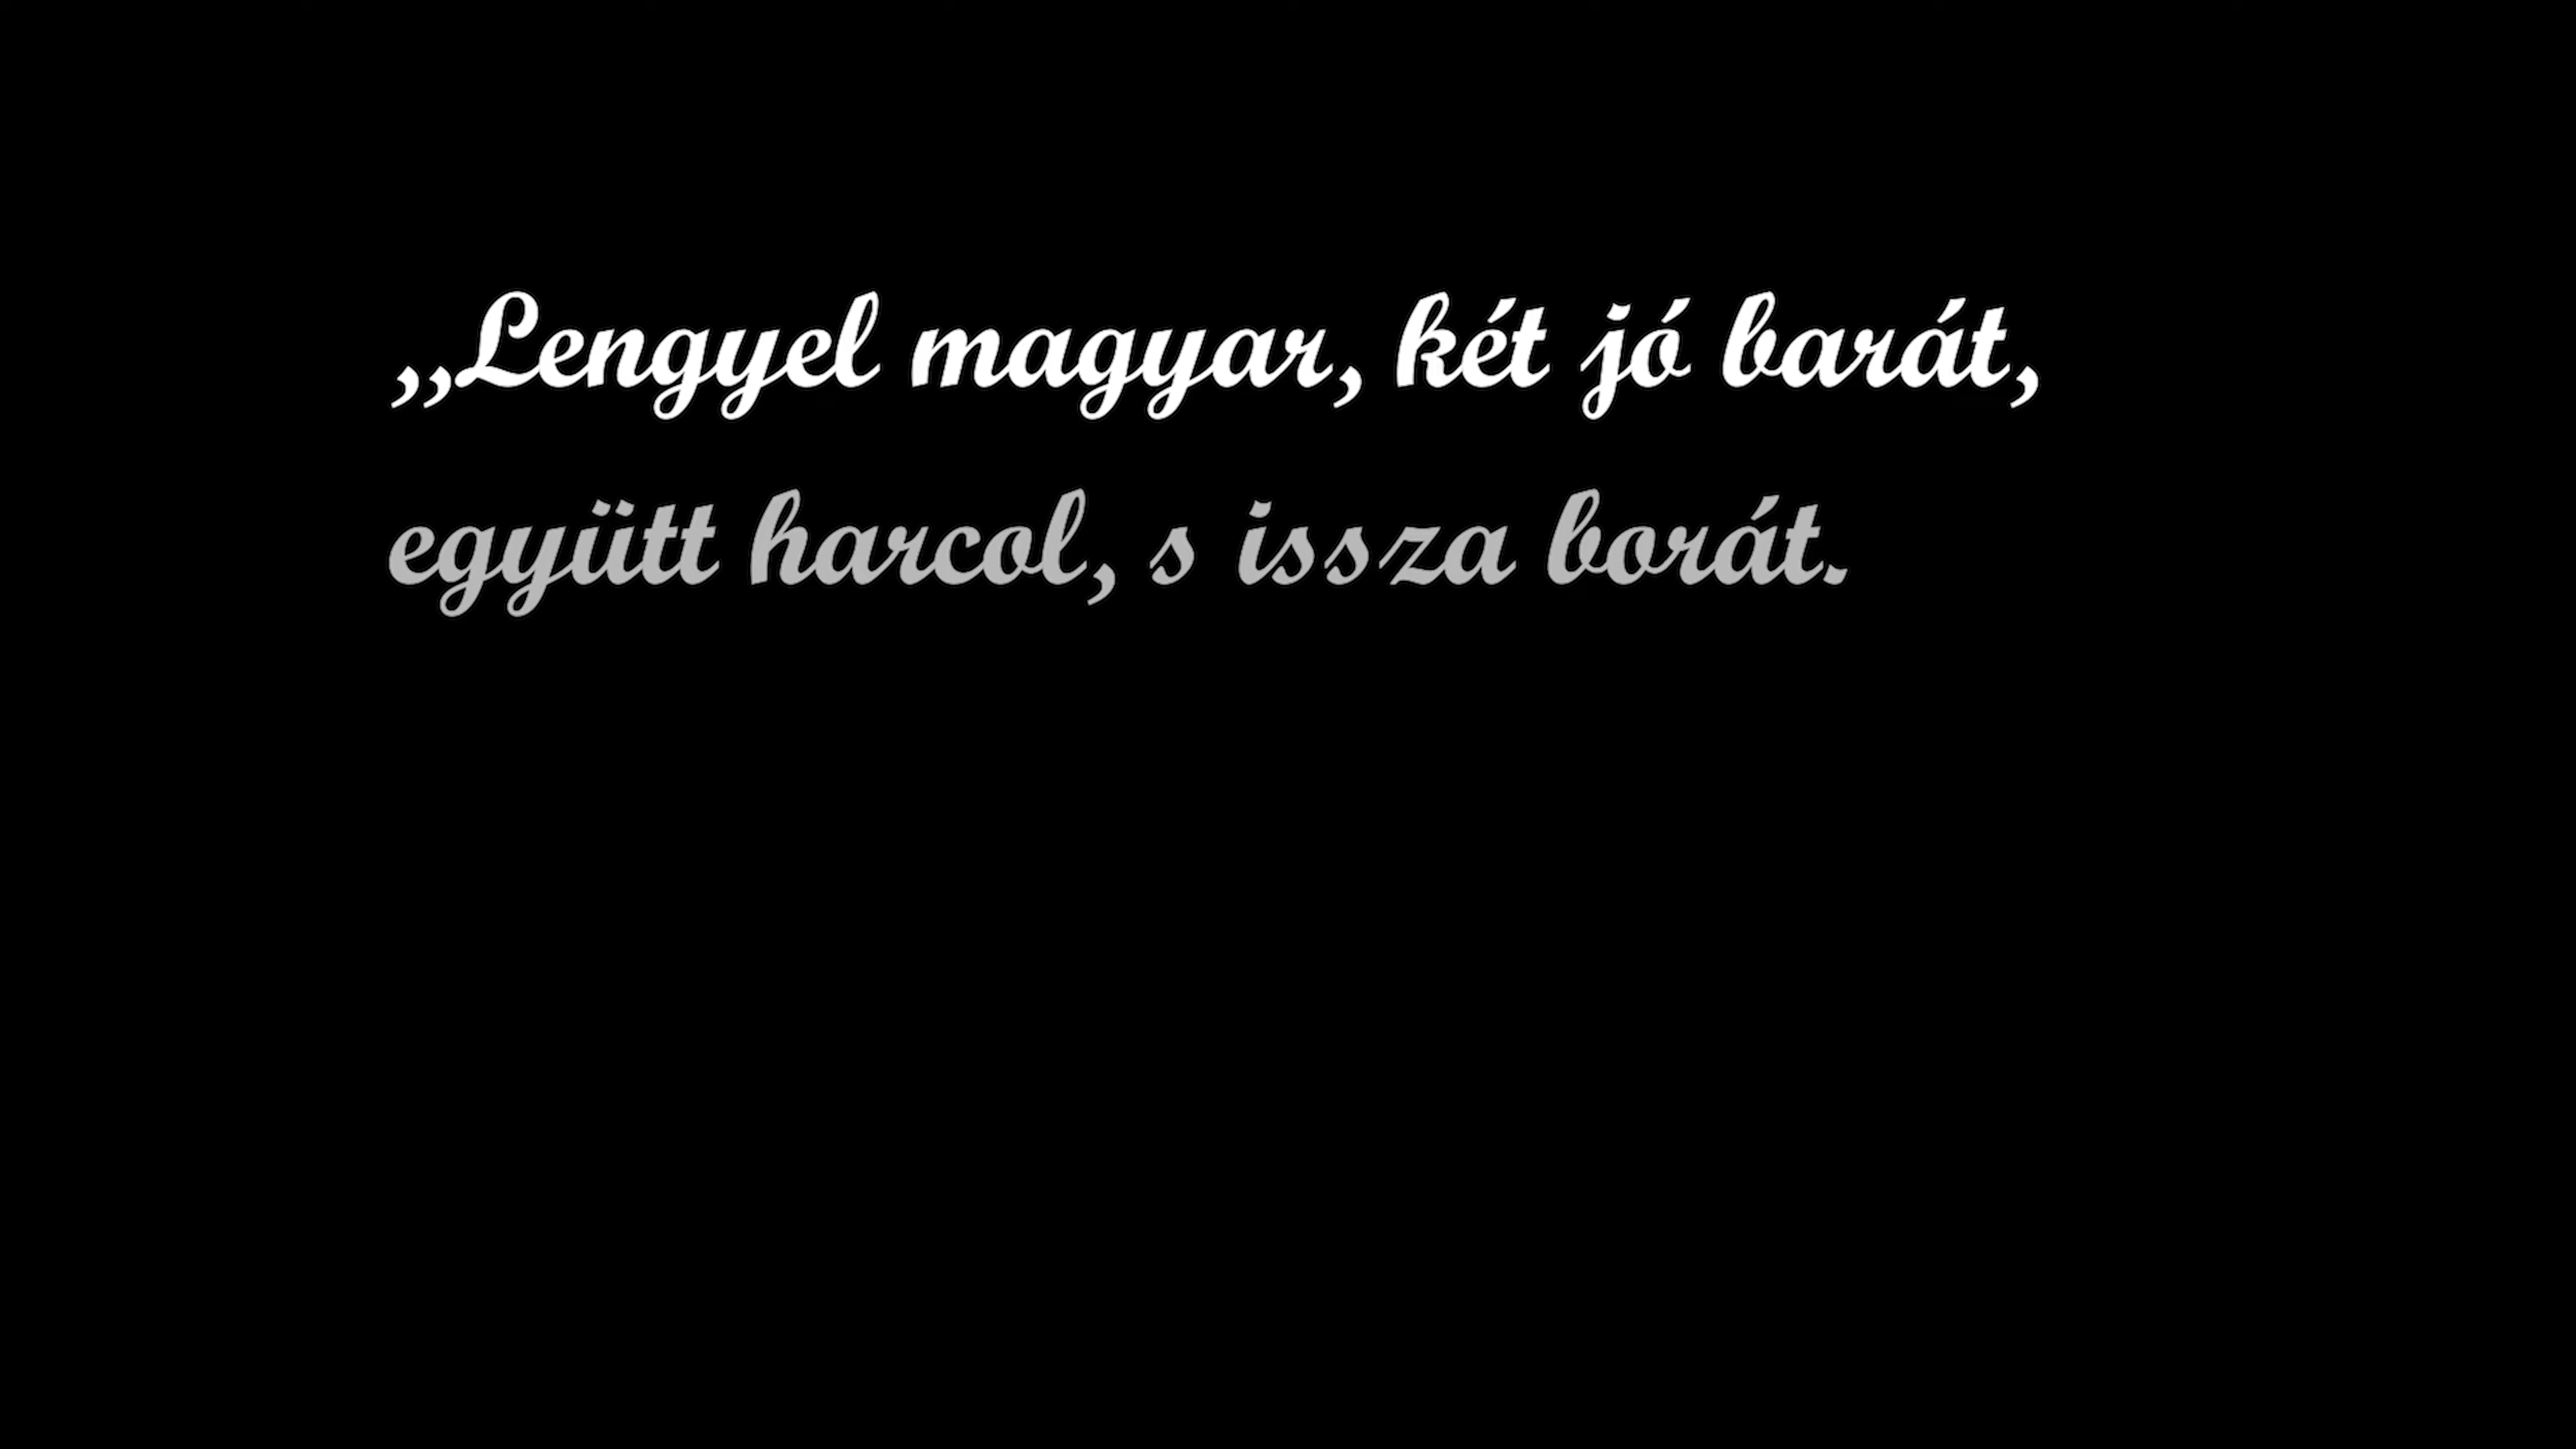 „Lengyel magyar, két jó barát,
együtt harcol, s issza borát.